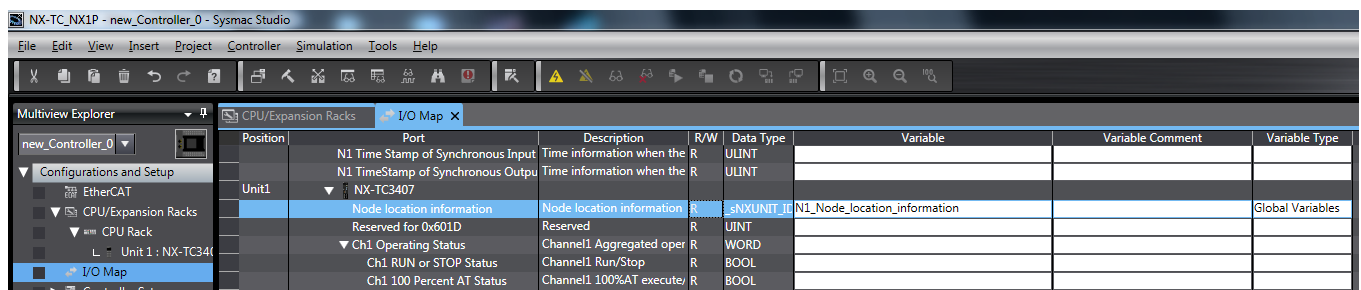 NX-TC_NX1P - new_Controller_0 - Sysmac Studio
File Edit View Insert Project Controller Simulation Tools Help
Multiview Explorer
new_Controller_0
Configurations and Setup
EtherCAT
CPU/Expansion Racks
CPU Rack
Unit 1 : NX-TC340
I/O Map
CPU/Expansion Racks I/O Map
Position Port Description R/W Data Type Variable Variable Comment Variable Type
N1 Time Stamp of Synchronous Input Time information when the R ULINT
N1 TimeStamp of Synchronous Outpu Time information when the R ULINT
Unit1 NX-TC3407
Node location information Node location information R _sNXUNIT_ID N1_Node_location_information Global Variables
Reserved for 0x601D Reserved R UINT
Ch1 Operating Status Channel1 Aggregated oper R WORD
Ch1 RUN or STOP Status Channel1 Run/Stop R BOOL
Ch1 100 Percent AT Status Channel1 100%AT execute/ R BOOL